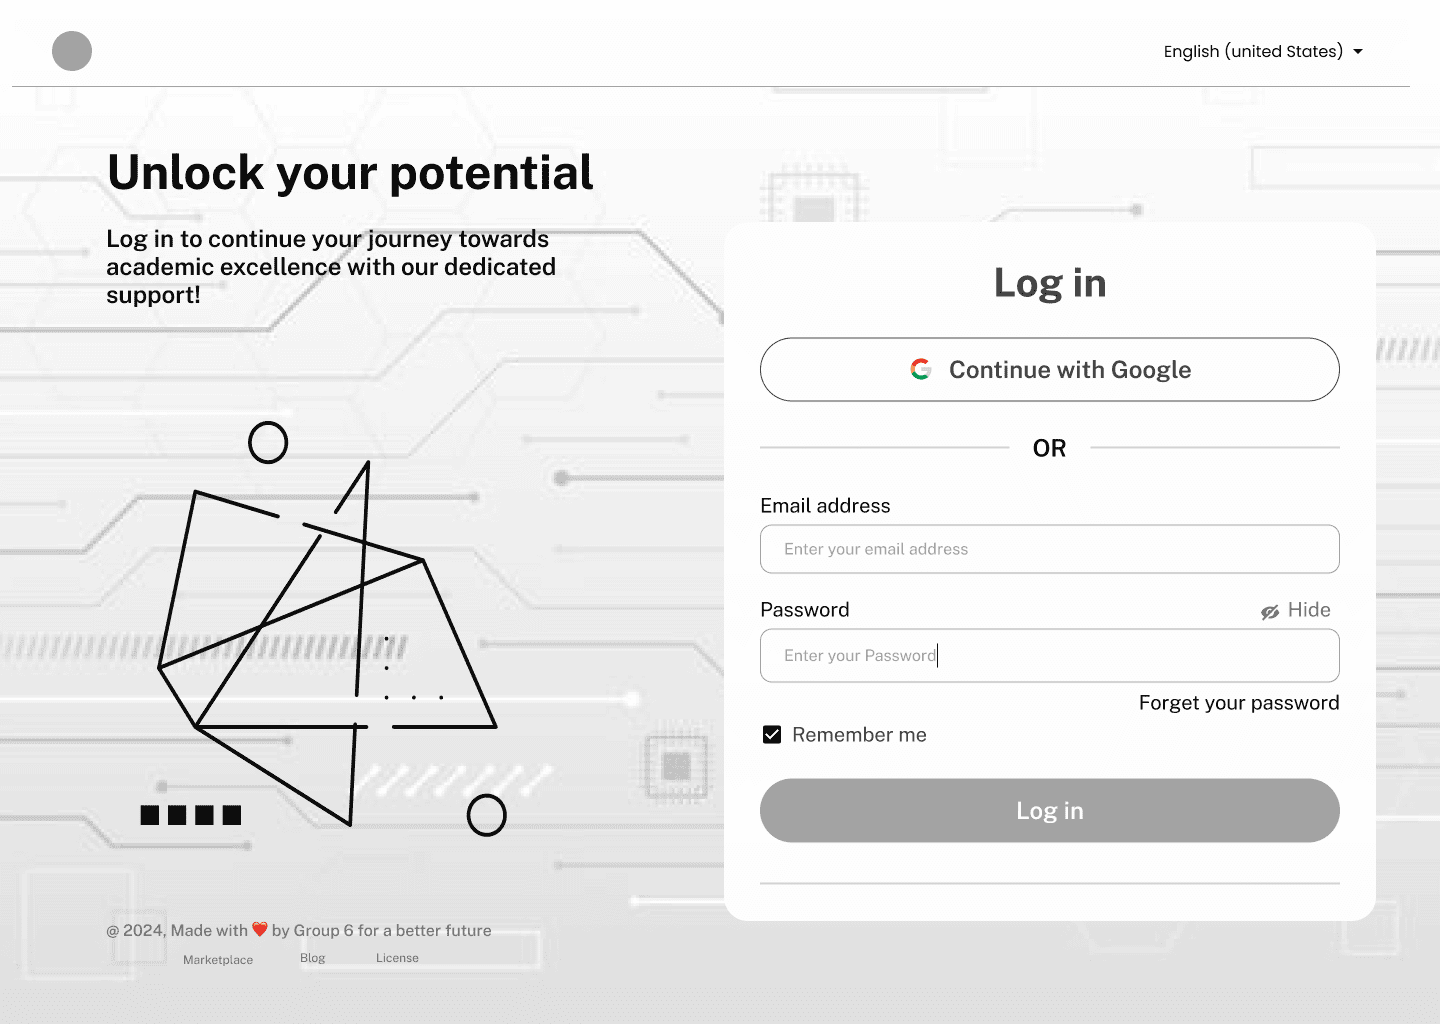 English (united States)
Unlock your potential
Log in to continue your journey towards
academic excellence with our dedicated
support!
Log in
Continue with Google
OR
Email address
Enter your email address
Password
Hide
Enter your Password
Forget your password
Remember me
Log in
@ 2024, Made with ❤️ by Group 6 for a better future
Marketplace
Blog
License